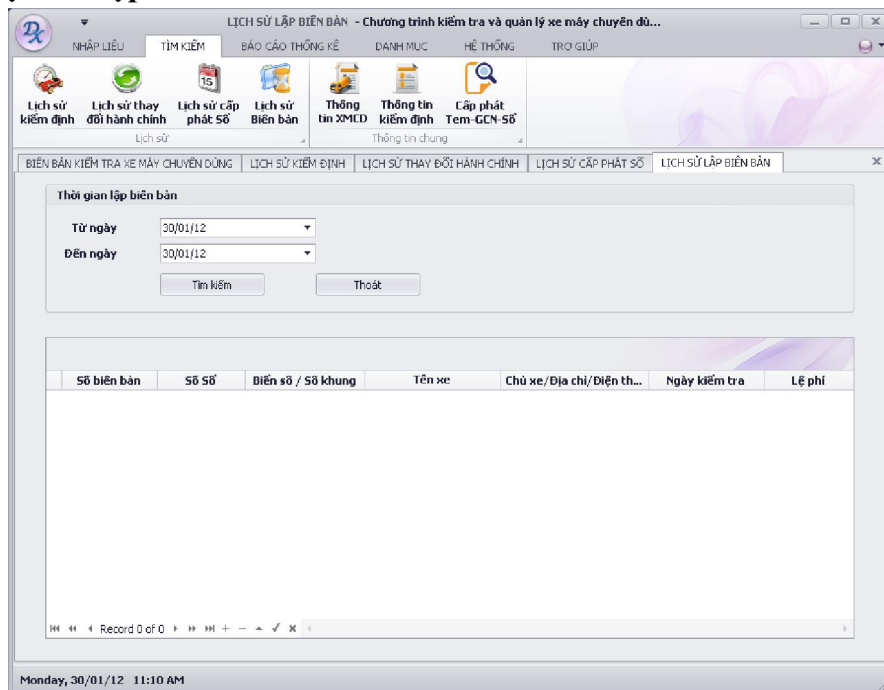 LỊCH SỬ LẬP BIÊN BẢN - Chương trình kiểm tra và quản lý xe máy chuyên dù...
NHẬP LIỆU TÌM KIẾM BÁO CÁO THỐNG KÊ DANH MỤC HỆ THỐNG TRỢ GIÚP
Lịch sử kiểm định
Lịch sử thay đổi hành chính
Lịch sử cấp phát Sổ
Lịch sử Biên bản
Thông tin XMCD
Thông tin kiểm định
Cấp phát Tem-GCN-Sổ
Lịch sử Thông tin chung
BIÊN BẢN KIỂM TRA XE MÁY CHUYÊN DÙNG LỊCH SỬ KIỂM ĐỊNH LỊCH SỬ THAY ĐỔI HÀNH CHÍNH LỊCH SỬ CẤP PHÁT SỔ LỊCH SỬ LẬP BIÊN BẢN
Thời gian lập biên bản
Từ ngày 30/01/12
Đến ngày 30/01/12
Tìm kiếm Thoát
Số biên bản Số Sổ Biển số / Số khung Tên xe Chủ xe/Địa chỉ/Điện th... Ngày kiểm tra Lệ phí
Record 0 of 0
Monday, 30/01/12 11:10 AM